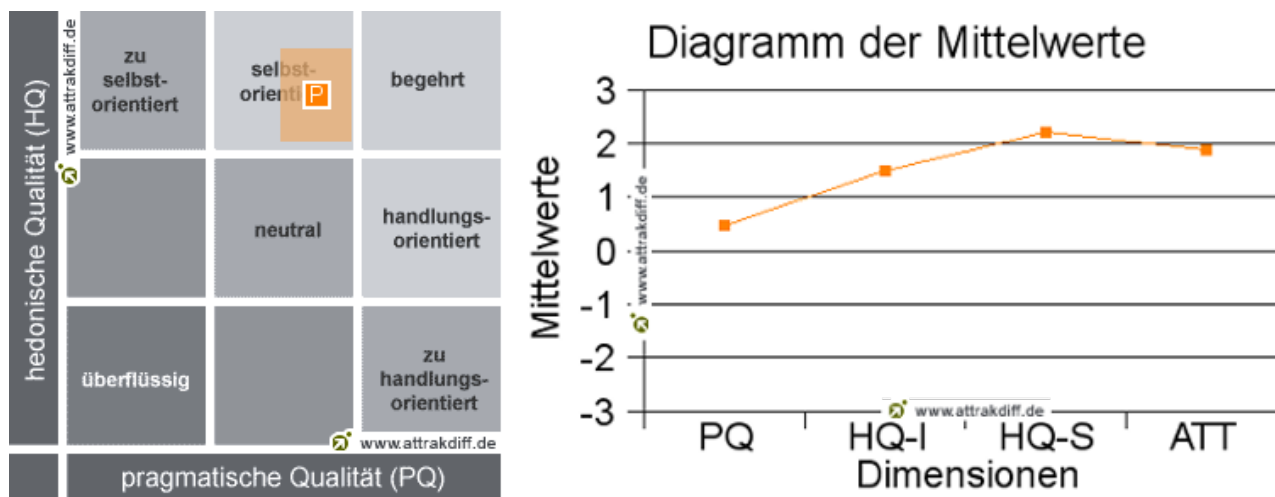 hedonische Qualität (HQ)
www.attrakdiff.de
zu
selbst-
orientiert
selbst-
orientiert
P
begehrt
neutral
handlungs-
orientiert
überflüssig
zu
handlungs-
orientiert
www.attrakdiff.de
pragmatische Qualität (PQ)
Diagramm der Mittelwerte
Mittelwerte
3
2
1
0
-1
-2
-3
www.attrakdiff.de
www.attrakdiff.de
PQ HQ-I HQ-S ATT
Dimensionen